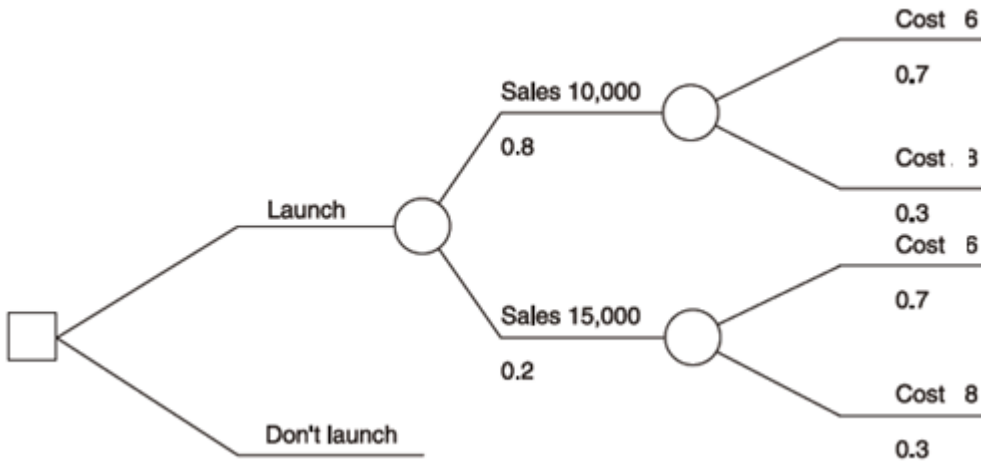 Cost 6
0.7
Sales 10,000
0.8
Cost
0.3
Launch
Cost 6
0.7
Sales 15,000
0.2
Cost 8
0.3
Don't launch